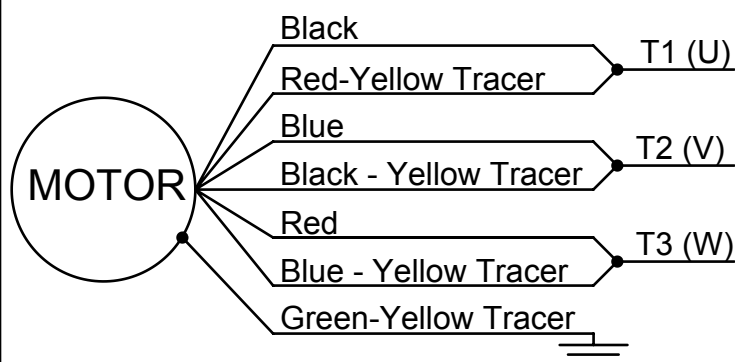 Black
T1 (U)
Red-Yellow Tracer
Blue
T2 (V)
MOTOR
Black - Yellow Tracer
Red
T3 (W)
Blue - Yellow Tracer
Green-Yellow Tracer